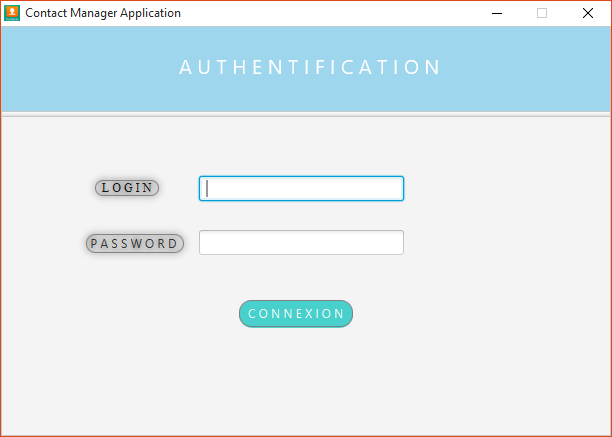 Contact Manager Application
AUTHENTIFICATION
LOGIN
PASSWORD
CONNEXION